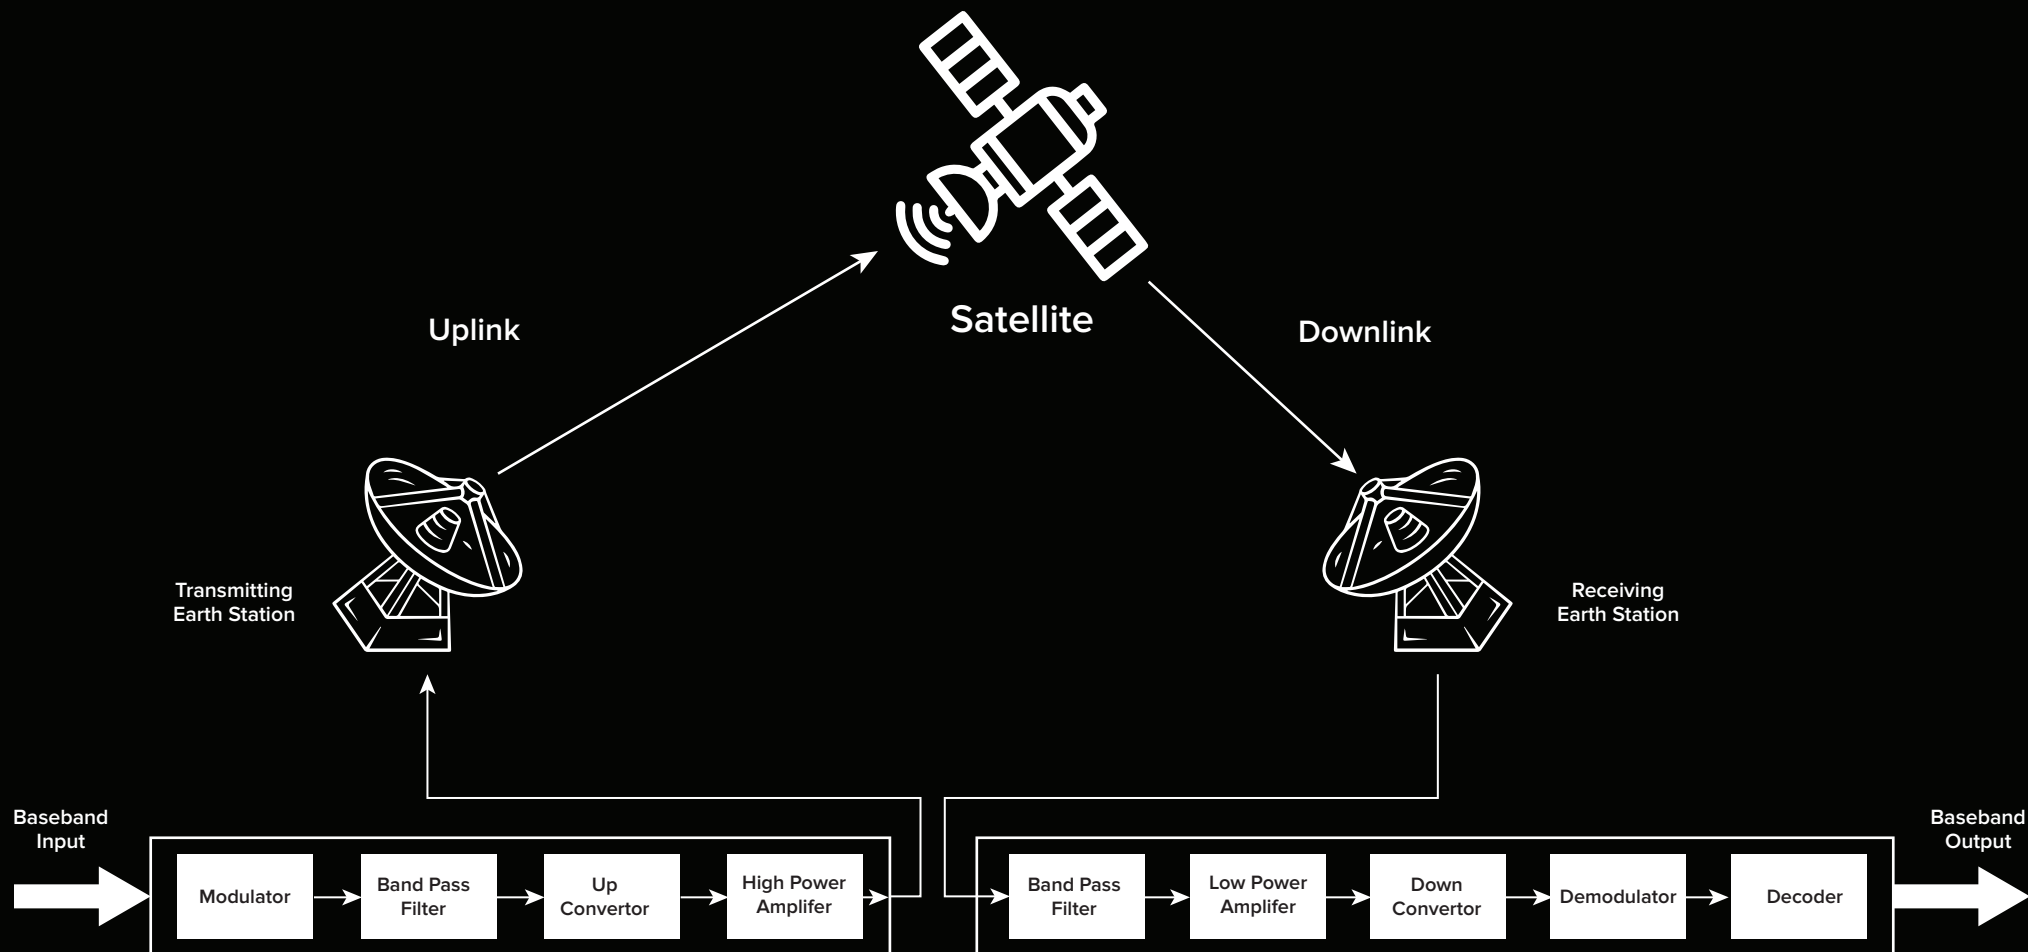 Satellite
Uplink
Downlink
Transmitting
Earth Station
Receiving
Earth Station
Baseband
Input
Modulator
Band Pass
Filter
Up
Convertor
High Power
Amplifer
Band Pass
Filter
Low Power
Amplifer
Down
Convertor
Demodulator
Decoder
Baseband
Output